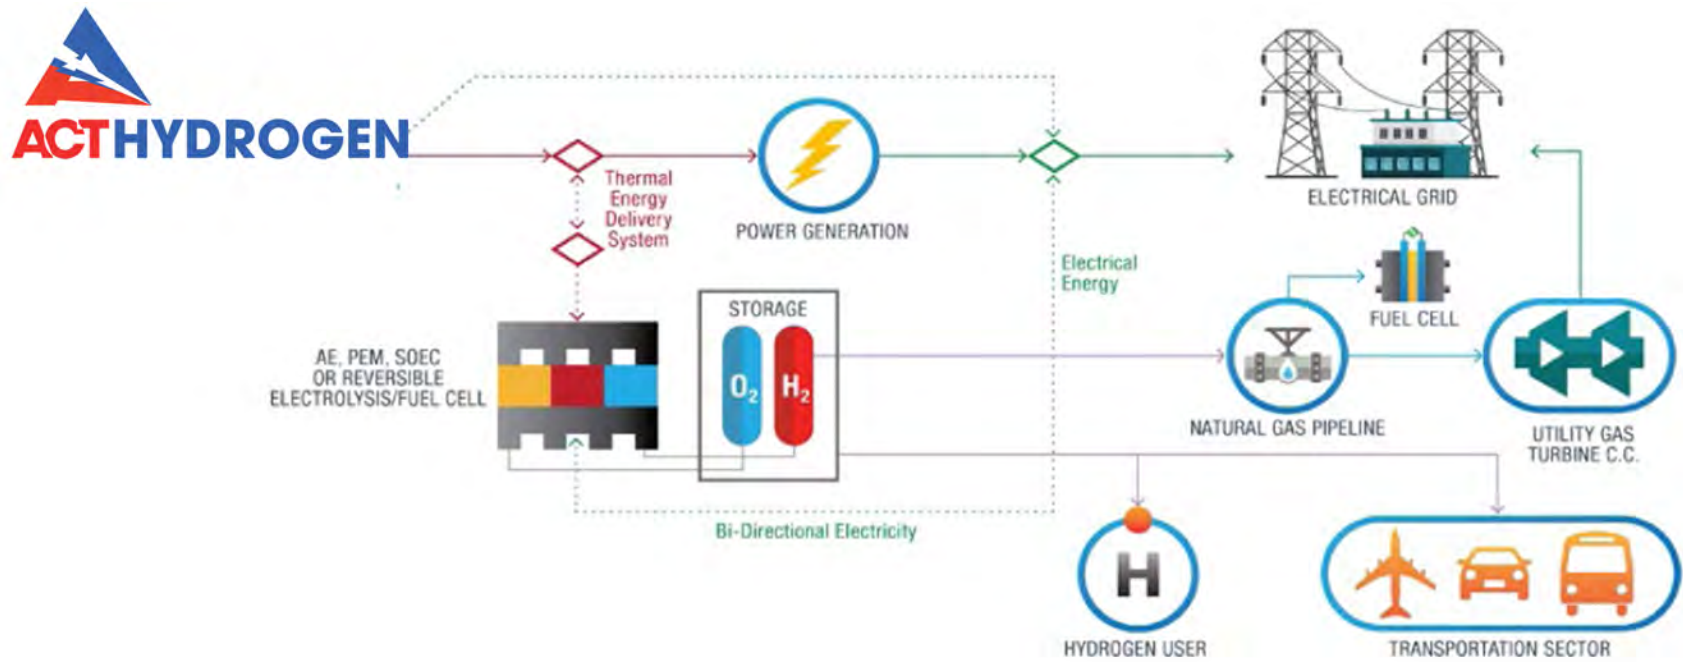 ACTHYDROGEN
Thermal
Energy
Delivery
System
POWER GENERATION
ELECTRICAL GRID
Electrical
Energy
FUEL CELL
STORAGE
O2
H2
AE, PEM, SOEC
OR REVERSIBLE
ELECTROLYSIS/FUEL CELL
NATURAL GAS PIPELINE
UTILITY GAS
TURBINE C.C.
Bi-Directional Electricity
H
HYDROGEN USER
TRANSPORTATION SECTOR